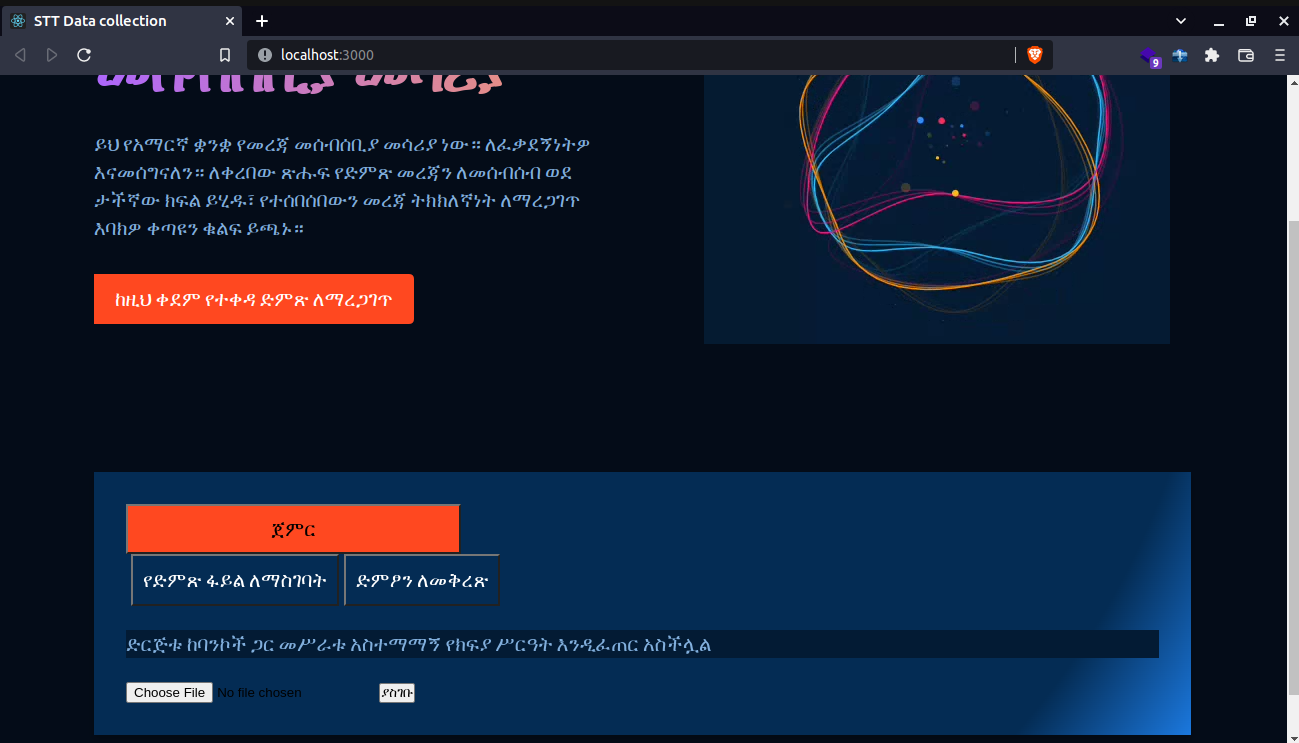 STT Data collection
localhost:3000
9
ይህ የአማርኛ ቋንቋ የመረጃ መሰብሰቢያ መሳሪያ ነው። ለፈቃደኝነትዎ
እናመሰግናለን። ለቀረበው ጽሑፍ የድምጽ መረጃን ለመሰብሰብ ወደ
ታችኛው ክፍል ይሂዱ፣ የተሰበሰበውን መረጃ ትክክለኛነት ለማረጋገጥ
እባክዎ ቀጣዩን ቁልፍ ይጫኑ።
ከዚህ ቀደም የተቀዳ ድምጽ ለማረጋገጥ
ጀምር
የድምጽ ፋይል ለማስገባት ድምፆን ለመቅረጽ
ድርጅቱ ከባንኮች ጋር መሥራቱ አስተማማኝ የክፍያ ሥርዓት እንዲፈጠር አስችሏል
Choose File No file chosen ያስገቡ